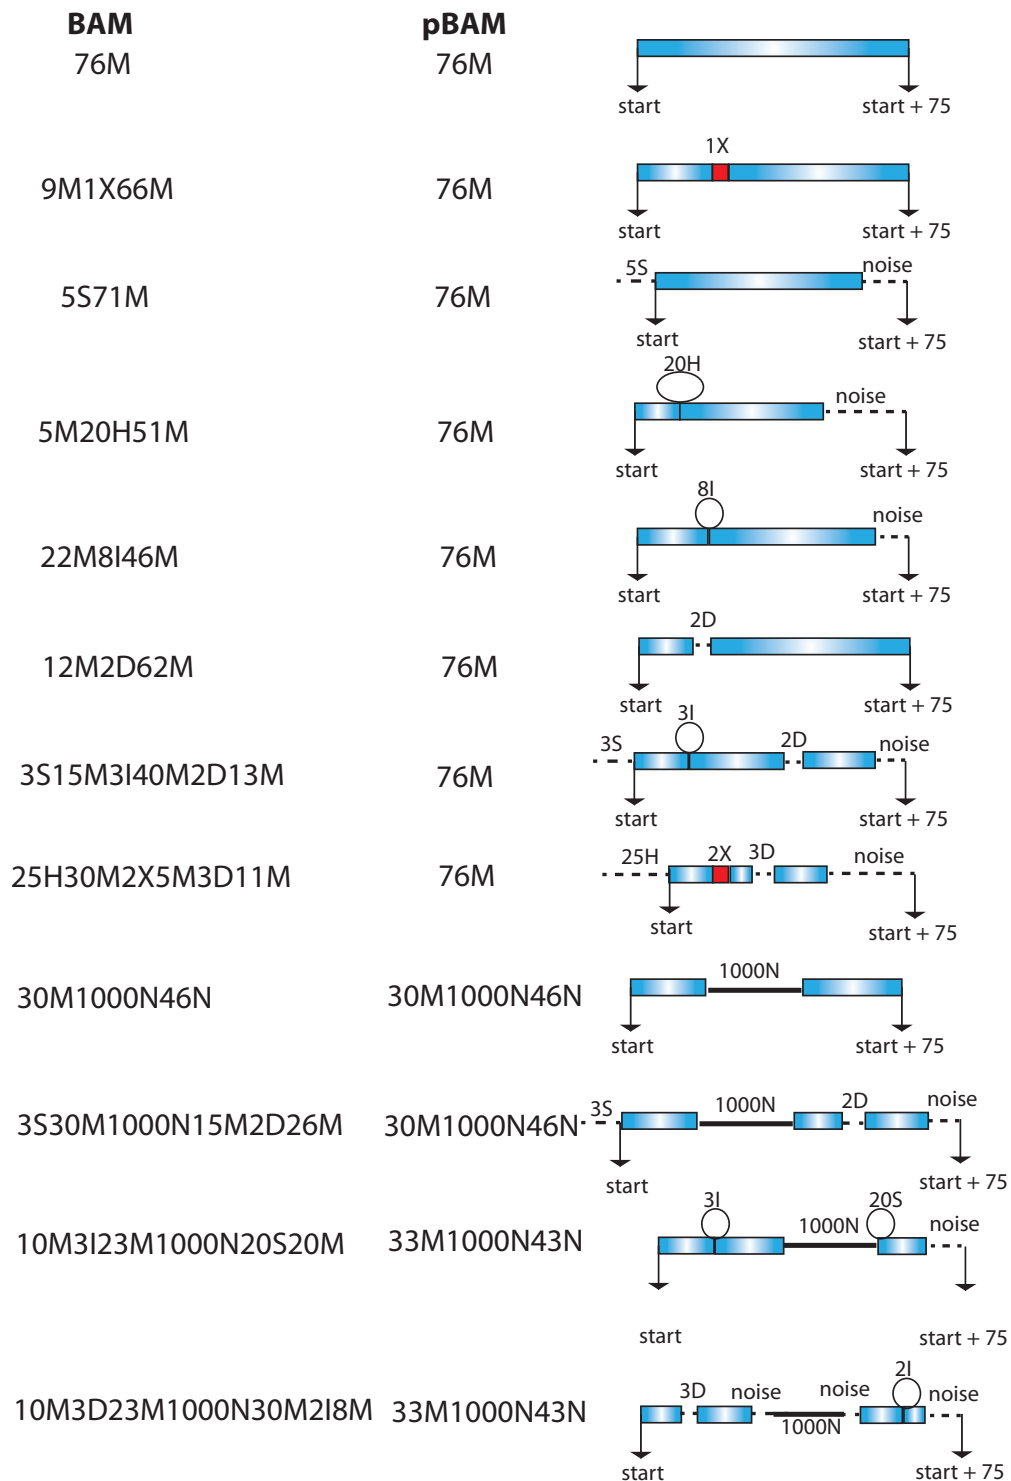 BAM pBAM
76M 76M
start start + 75
1X
9M1X66M 76M
start start + 75
5S noise
5S71M 76M
start start + 75
20H
noise
5M20H51M 76M
start start + 75
8I
noise
22M8I46M 76M
start start + 75
2D
12M2D62M 76M
start start + 75
3I
3S 2D noise
3S15M3I40M2D13M 76M
start start + 75
25H 2X 3D noise
25H30M2X5M3D11M 76M
start start + 75
1000N
30M1000N46N 30M1000N46N
start start + 75
3S 1000N 2D noise
3S30M1000N15M2D26M 30M1000N46N
start start + 75
3I 20S
1000N noise
10M3I23M1000N20S20M 33M1000N43N
start start + 75
2I
3D noise noise noise
10M3D23M1000N30M2I8M 33M1000N43N
1000N
start start + 75